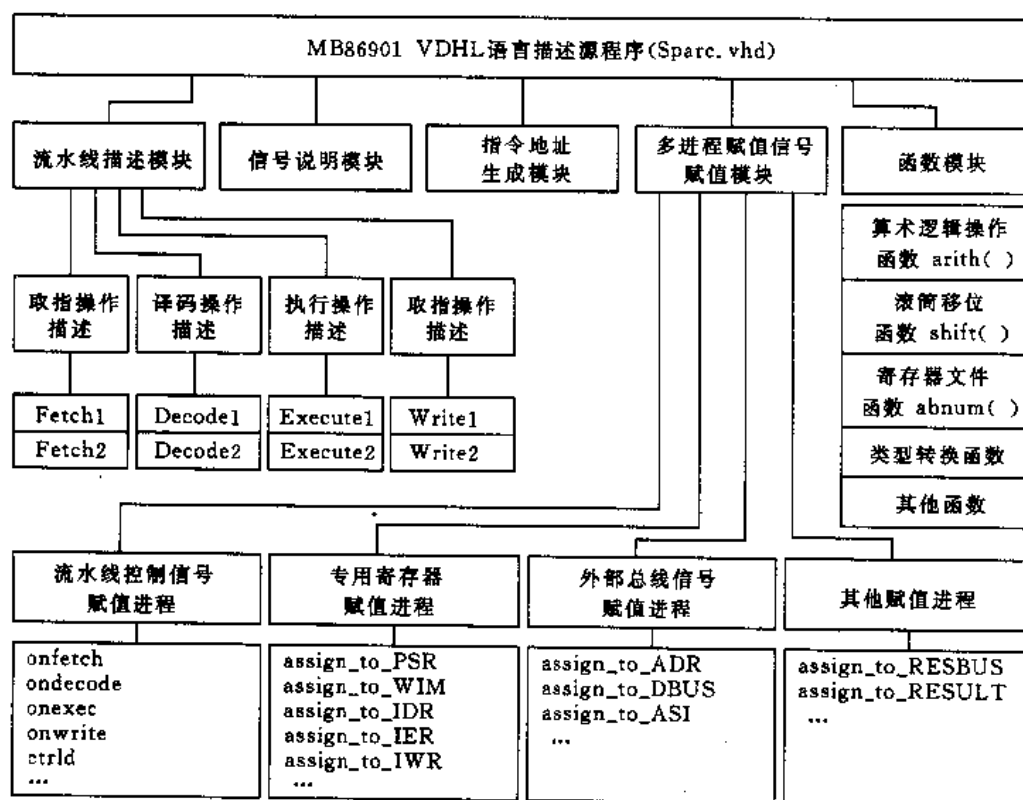 MB86901 VDHL语言描述源程序(Sparc.vhd)
流水线描述模块
信号说明模块
指令地址
生成模块
多进程赋值信号
赋值模块
函数模块
算术逻辑操作
函数 arith( )
滚筒移位
函数 shift( )
寄存器文件
函数 abnum( )
类型转换函数
其他函数
取指操作
描述
译码操作
描述
执行操作
描述
取指操作
描述
Fetch1
Fetch2
Decode1
Decode2
Execute1
Execute2
Write1
Write2
流水线控制信号
赋值进程
专用寄存器
赋值进程
外部总线信号
赋值进程
其他赋值进程
onfetch
ondecode
onexec
onwrite
ctrld
…
assign_to_PSR
assign_to_WIM
assign_to_IDR
assign_to_IER
assign_to_IWR
…
assign_to_ADR
assign_to_DBUS
assign_to_ASI
…
assign_to_RESBUS
assign_to_RESULT
…